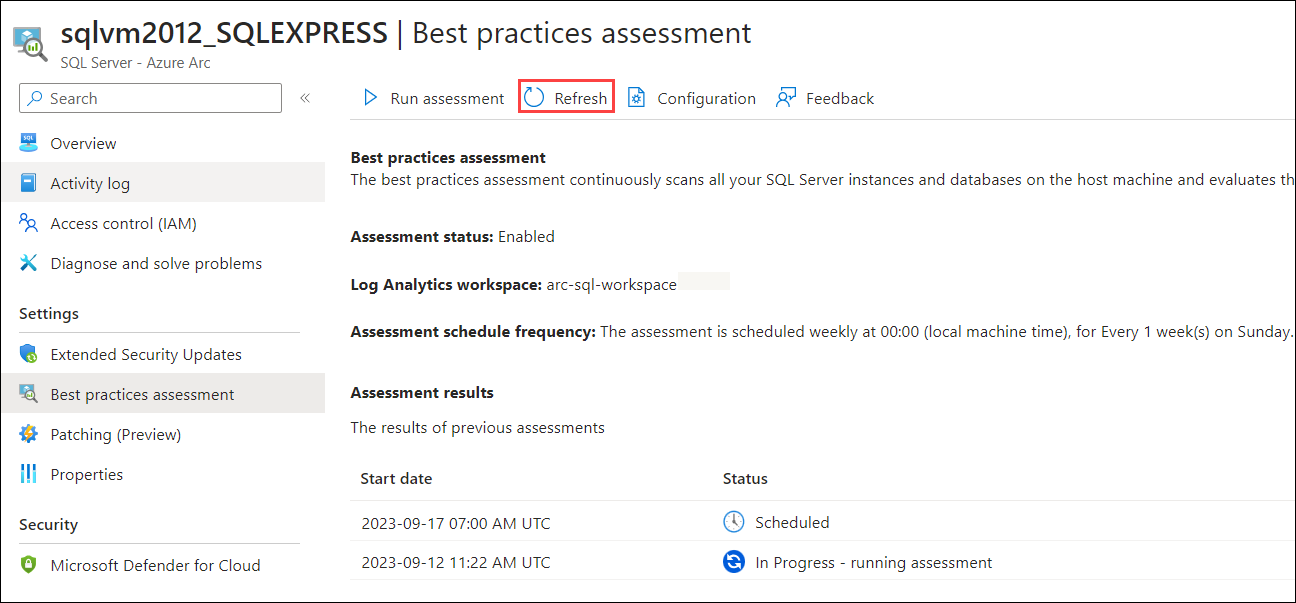 sqlvm2012_SQLEXPRESS | Best practices assessment
SQL Server - Azure Arc
Search
«
Run assessment
Refresh
Configuration
Feedback
Overview
Activity log
Access control (IAM)
Diagnose and solve problems
Settings
Extended Security Updates
Best practices assessment
Patching (Preview)
Properties
Security
Microsoft Defender for Cloud
Best practices assessment
The best practices assessment continuously scans all your SQL Server instances and databases on the host machine and evaluates th
Assessment status: Enabled
Log Analytics workspace: arc-sql-workspace
Assessment schedule frequency: The assessment is scheduled weekly at 00:00 (local machine time), for Every 1 week(s) on Sunday.
Assessment results
The results of previous assessments
Start date Status
2023-09-17 07:00 AM UTC Scheduled
2023-09-12 11:22 AM UTC In Progress - running assessment